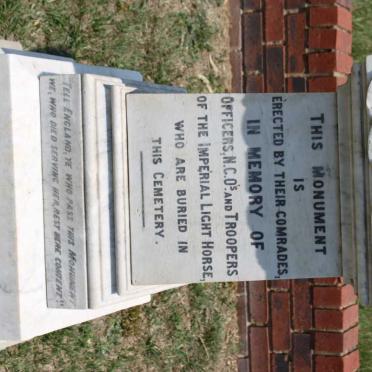 THIS MONUMENT
IS
ERECTED BY THEIR COMRADES,
IN MEMORY OF
OFFICERS, N.C.O'S AND TROOPERS
OF THE IMPERIAL LIGHT HORSE,
WHO ARE BURIED IN
THIS CEMETERY.
"TELL ENGLAND, YE WHO PASS THIS MONUMENT,
WE, WHO DIED SERVING HER, REST HERE CONTENT"